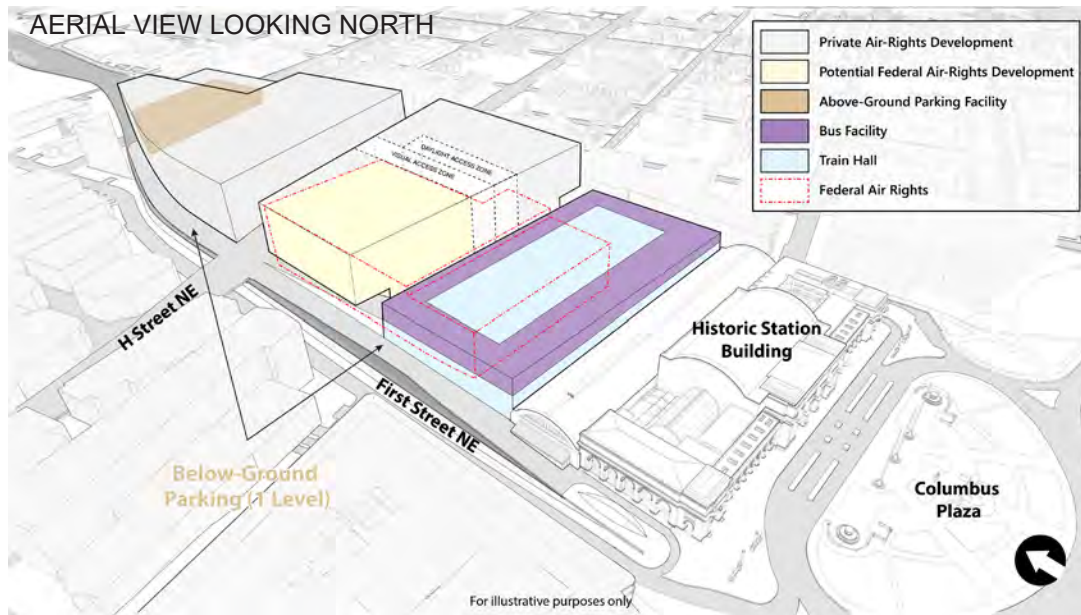 AERIAL VIEW LOOKING NORTH
Private Air-Rights Development
Potential Federal Air-Rights Development
Above-Ground Parking Facility
Bus Facility
Train Hall
Federal Air Rights
DAYLIGHT ACCESS ZONE
VISUAL ACCESS ZONE
H Street NE
First Street NE
Historic Station
Building
Below-Ground
Parking (1 Level)
Columbus
Plaza
For illustrative purposes only